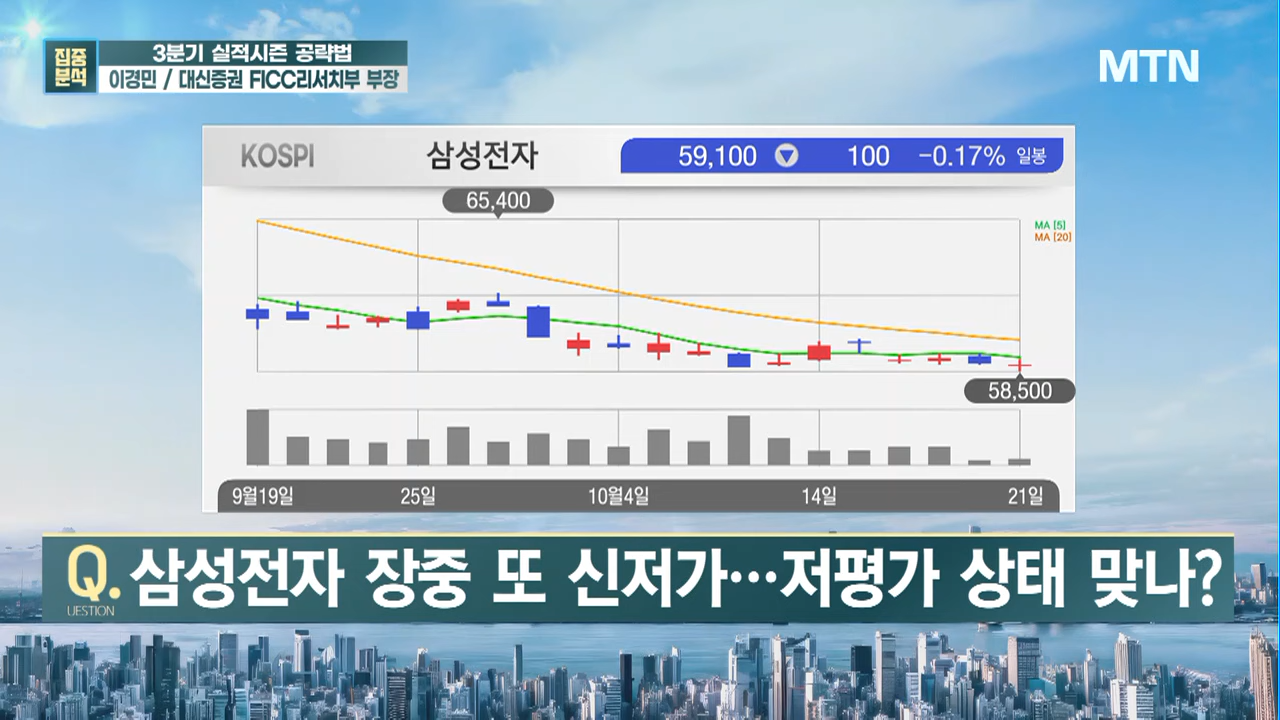 집중
분석
3분기 실적시즌 공략법
이경민 / 대신증권 FICC리서치부 부장
MTN
KOSPI 삼성전자 59,100 ▼ 100 -0.17% 일봉
65,400
MA [5]
MA [20]
58,500
9월19일 25일 10월4일 14일 21일
Q.
UESTION
삼성전자 장중 또 신저가…저평가 상태 맞나?